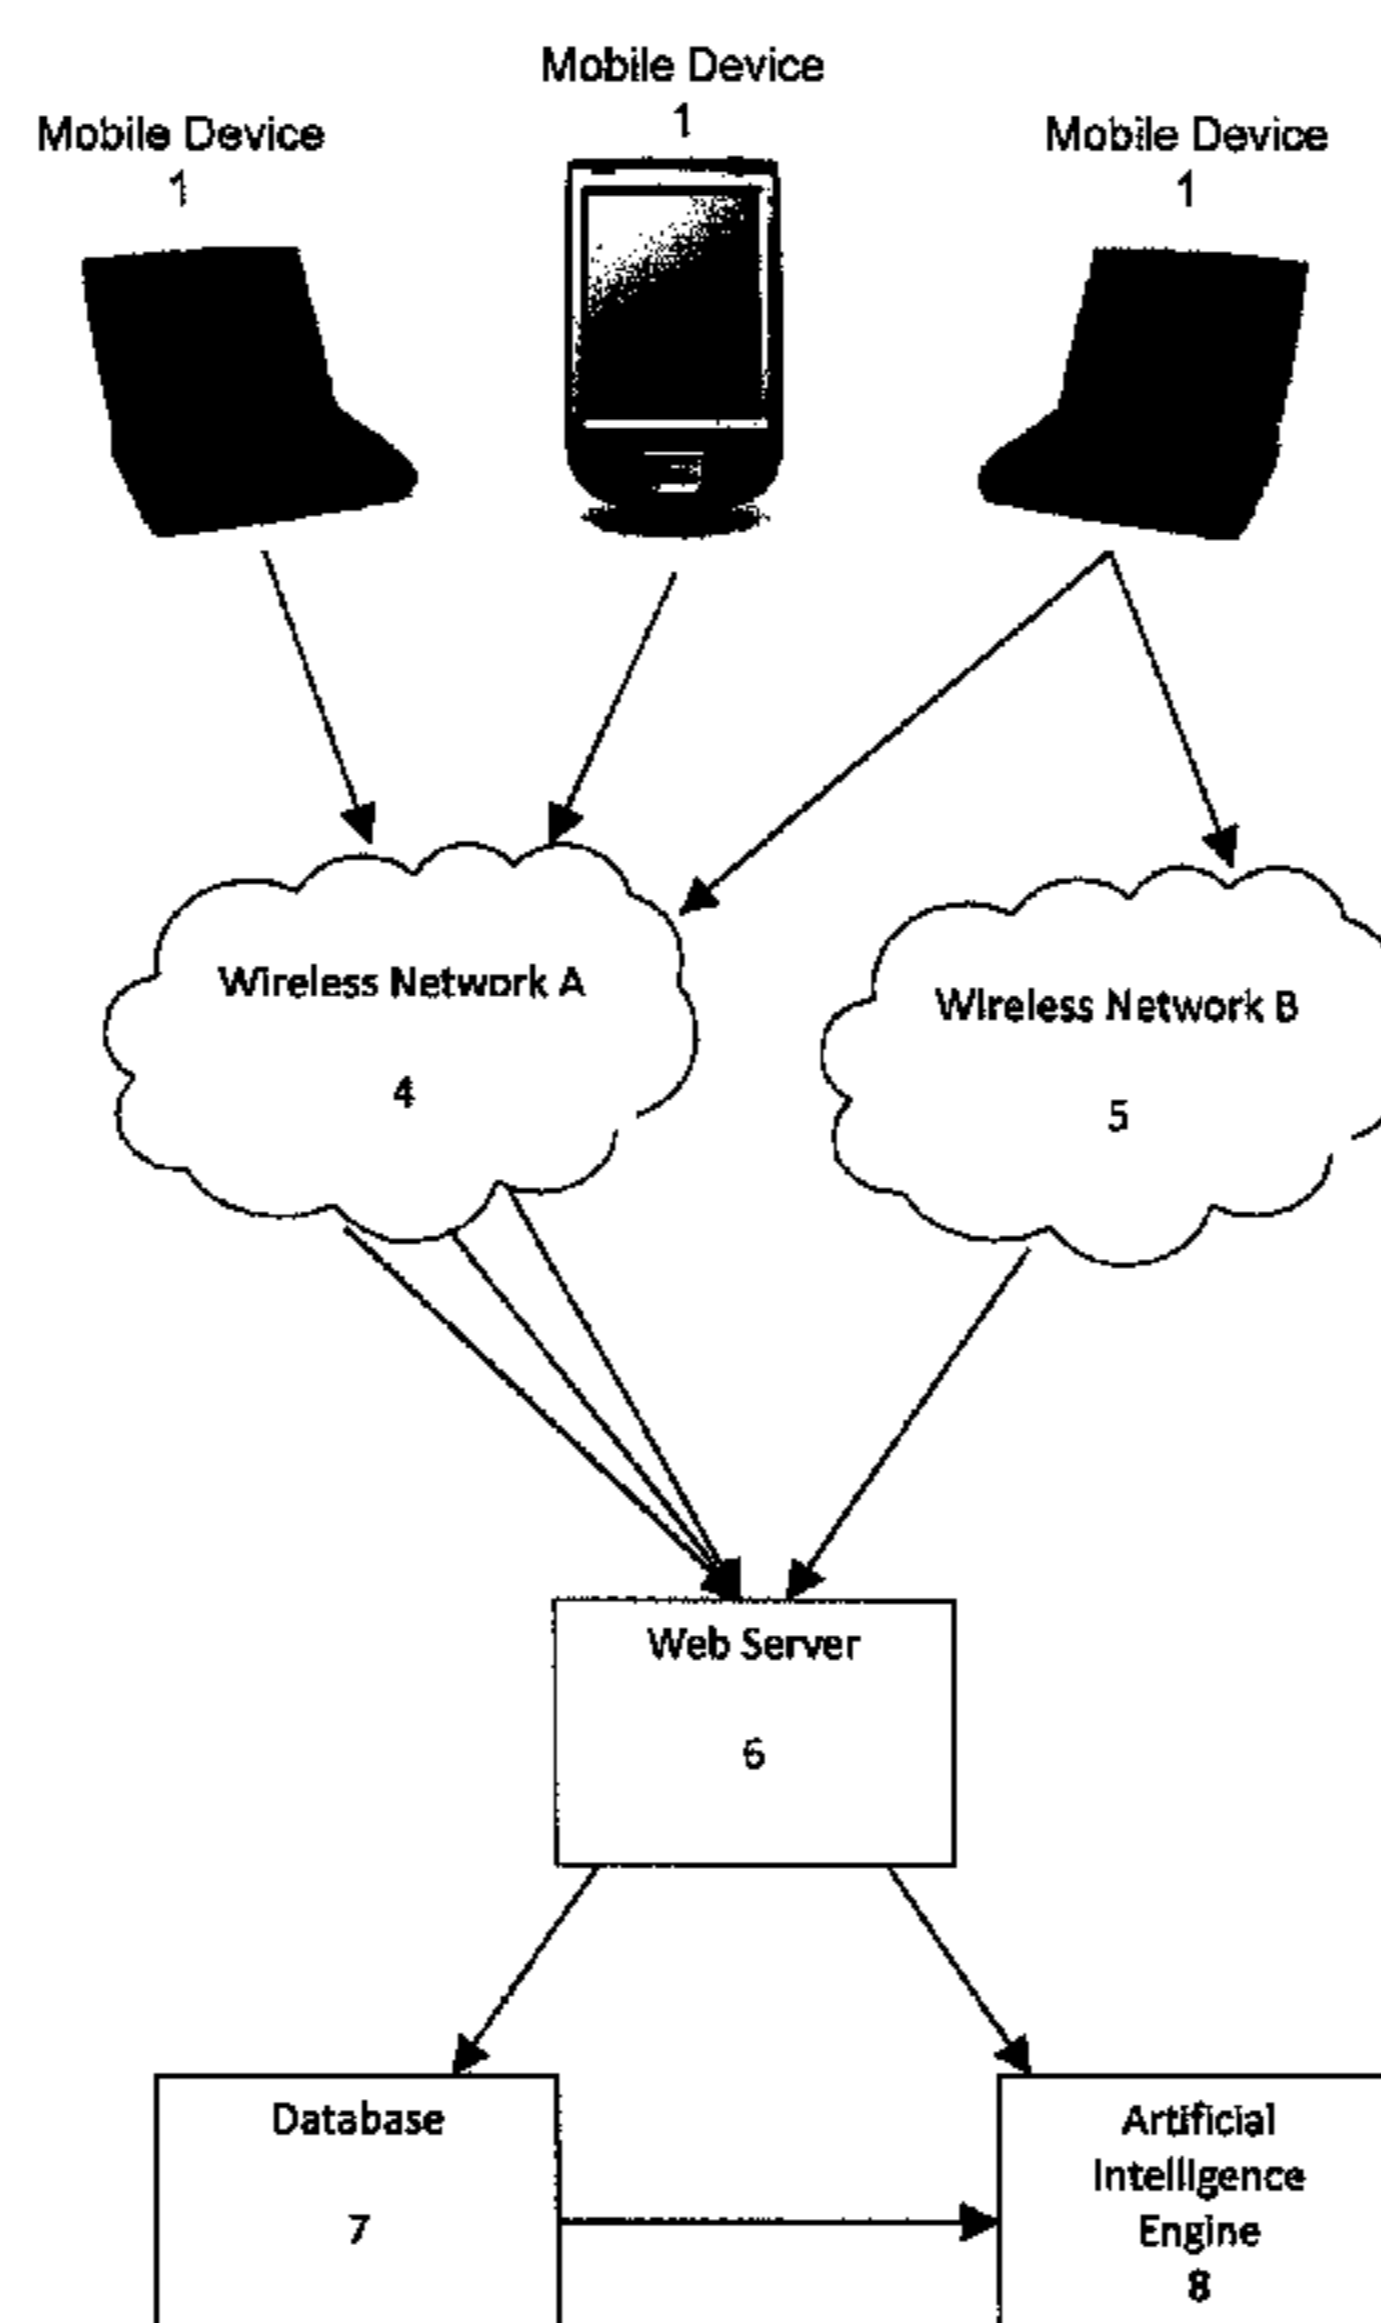 Mobile Device
1
Mobile Device
1
Mobile Device
1
Wireless Network A
4
Wireless Network B
5
Web Server
6
Database
7
Artificial
Intelligence
Engine
8